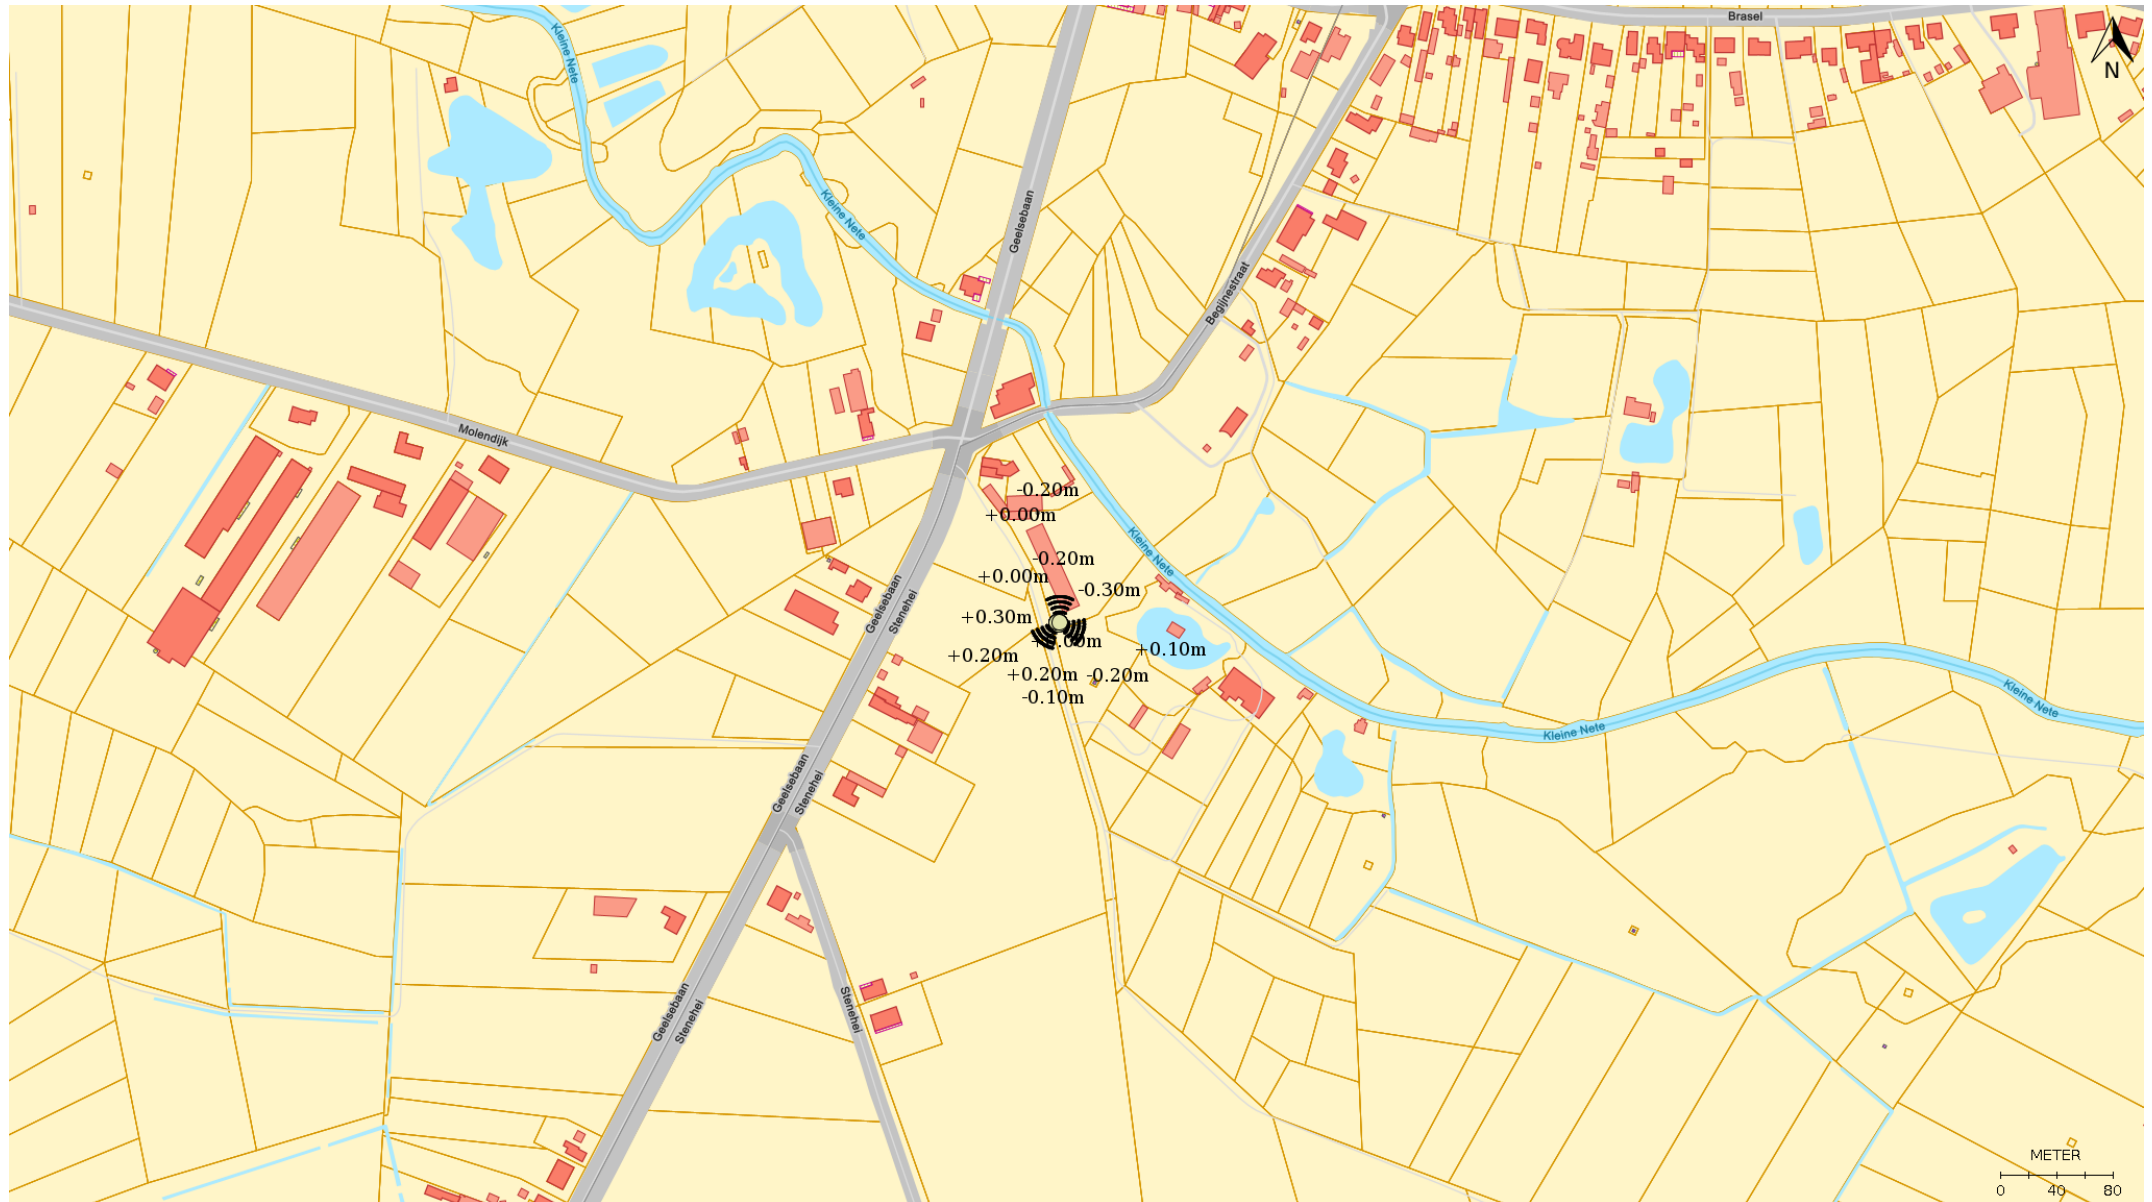 Brasel
Kleine Nete
N
Kleine Nete
Geelsebaan
Begijnestraat
Molendijk
-0.20m
+0.00m
Kleine Nete
-0.20m
+0.00m
-0.30m
Geelsebaan
Stenehei
+0.30m
+0.10m
+0.20m
+0.20m
-0.20m
-0.10m
Kleine Nete
Kleine Nete
Geelsebaan
Stenehei
Geelsebaan
Stenehei
Stenehei
METER
0 40 80